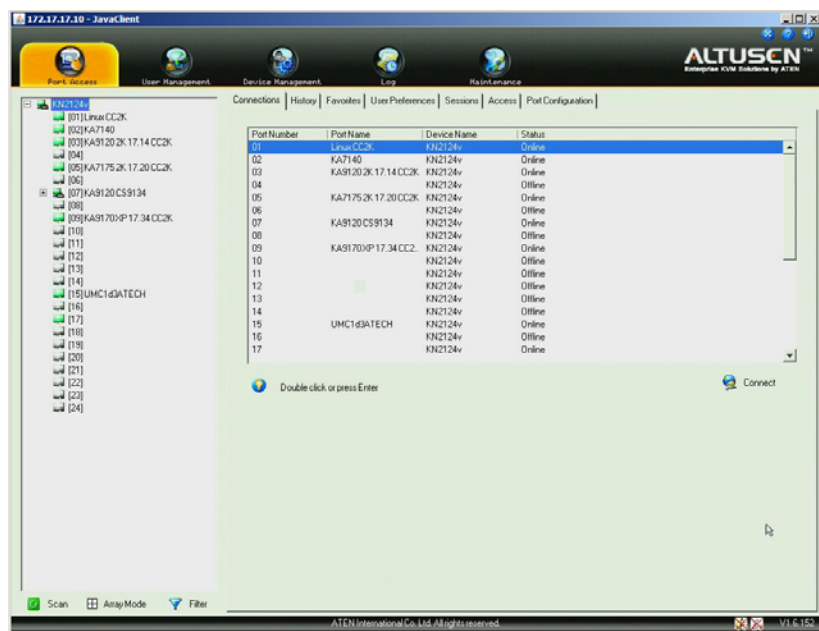 172.17.17.10 - JavaClient
Port Access
User Management
Device Management
Log
Maintenance
ALTUSEN™
Enterprise KVM Solutions by ATEN
KN2124v
[01]Linux CC2K
[02]KA7140
[03]KA9120 2K 17.14 CC2K
[04]
[05]KA7175 2K 17.20 CC2K
[06]
[07]KA9120 CS9134
[08]
[09]KA9170XP 17.34 CC2K
[10]
[11]
[12]
[13]
[14]
[15]UMC1d3ATECH
[16]
[17]
[18]
[19]
[20]
[21]
[22]
[23]
[24]
Scan Array Mode Filter
Connections History Favorites User Preferences Sessions Access Port Configuration
Port Number Port Name Device Name Status
01 Linux CC2K KN2124v Online
02 KA7140 KN2124v Online
03 KA9120 2K 17.14 CC2K KN2124v Online
04 KN2124v Offline
05 KA7175 2K 17.20 CC2K KN2124v Online
06 KN2124v Offline
07 KA9120 CS9134 KN2124v Online
08 KN2124v Offline
09 KA9170XP 17.34 CC2.. KN2124v Online
10 KN2124v Offline
11 KN2124v Offline
12 KN2124v Offline
13 KN2124v Offline
14 KN2124v Offline
15 UMC1d3ATECH KN2124v Online
16 KN2124v Offline
17 KN2124v Online
Double click or press Enter
Connect
ATEN International Co. Ltd. All rights reserved.
V1.6.152